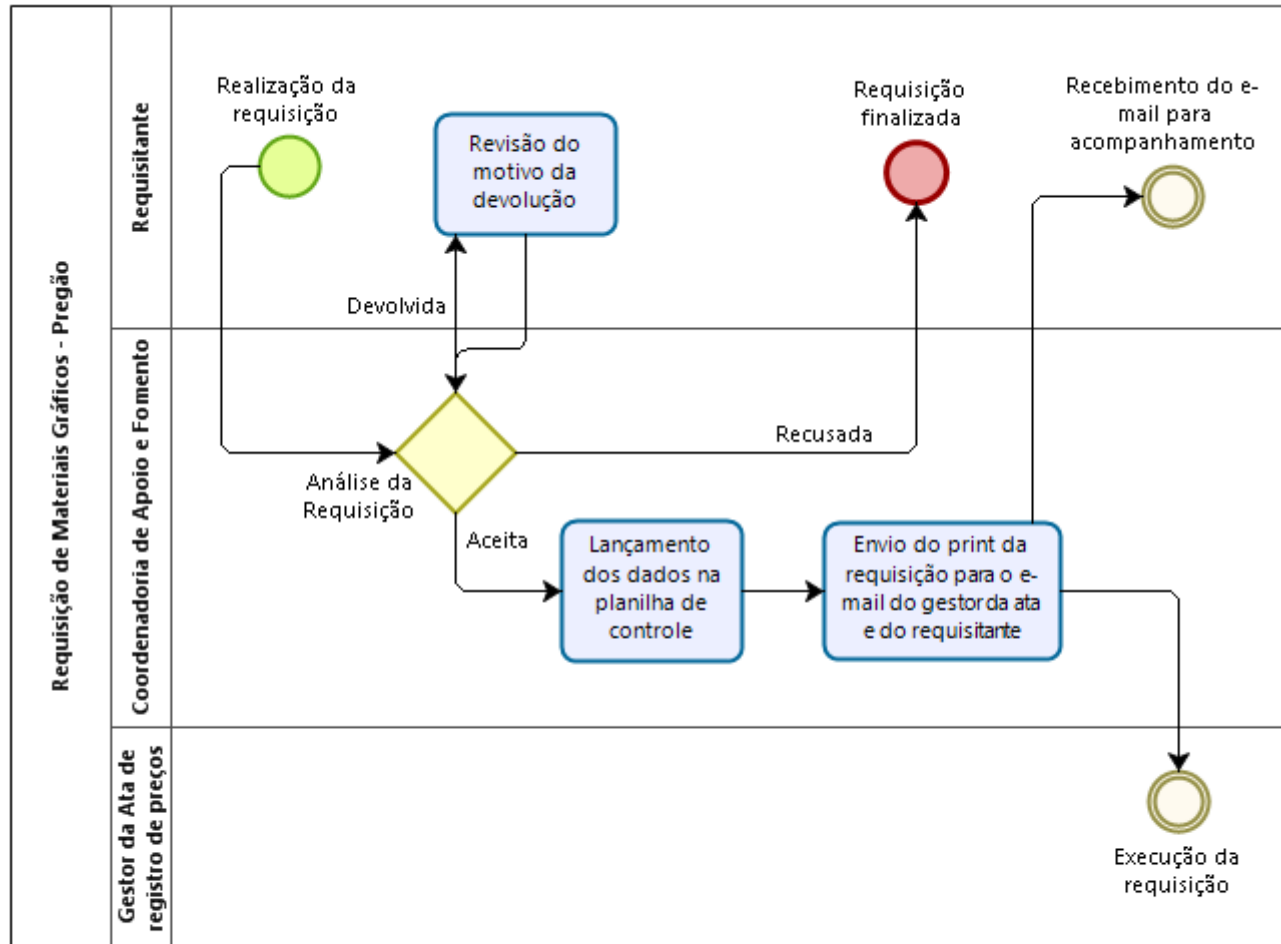 Requisição de Materiais Gráficos - Pregão
Requisitante
Realização da
requisição
Revisão do
motivo da
devolução
Requisição
finalizada
Recebimento do e-
mail para
acompanhamento
Devolvida
Coordenadoria de Apoio e Fomento
Análise da
Requisição
Recusada
Aceita
Lançamento
dos dados na
planilha de
controle
Envio do print da
requisição para o e-
mail do gestor da ata
e do requisitante
Gestor da Ata de
registro de preços
Execução da
requisição